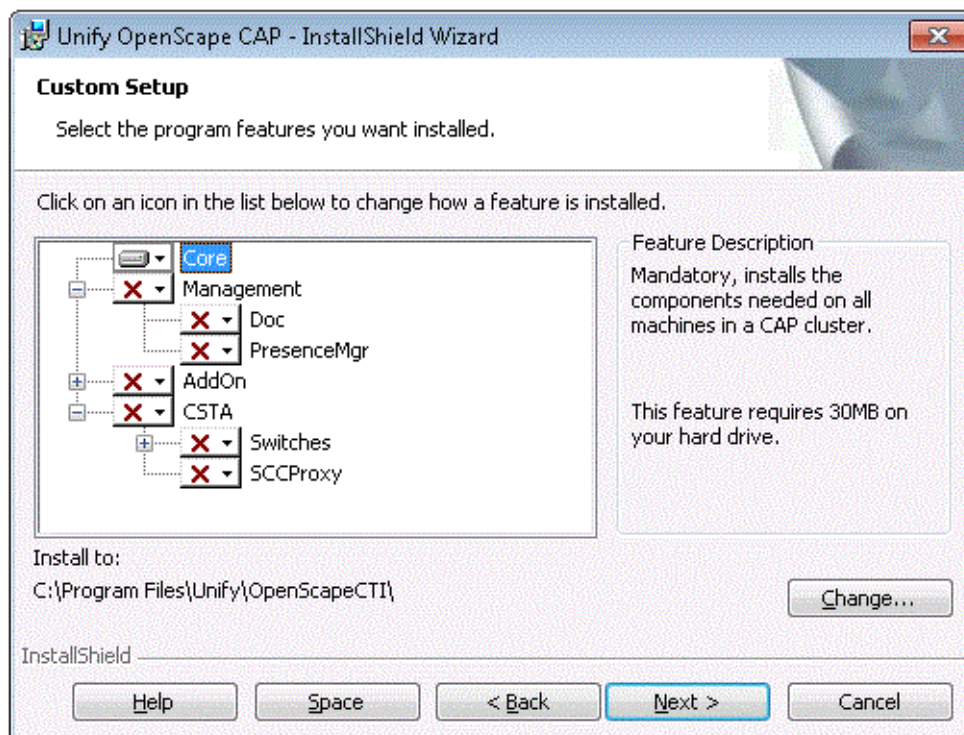 Unify OpenScape CAP - InstallShield Wizard
Custom Setup
Select the program features you want installed.
Click on an icon in the list below to change how a feature is installed.
Core
Management
Doc
PresenceMgr
AddOn
CSTA
Switches
SCCProxy
Feature Description
Mandatory, installs the
components needed on all
machines in a CAP cluster.
This feature requires 30MB on
your hard drive.
Install to:
C:\Program Files\Unify\OpenScapeCTI\
Change...
InstallShield
Help
Space
< Back
Next >
Cancel